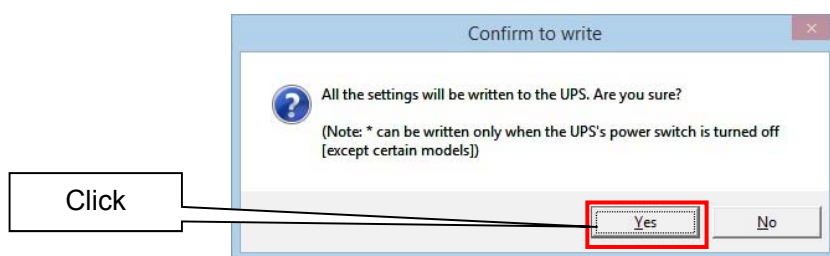 Confirm to write
All the settings will be written to the UPS. Are you sure?
(Note: * can be written only when the UPS's power switch is turned off
[except certain models])
Click
Yes
No